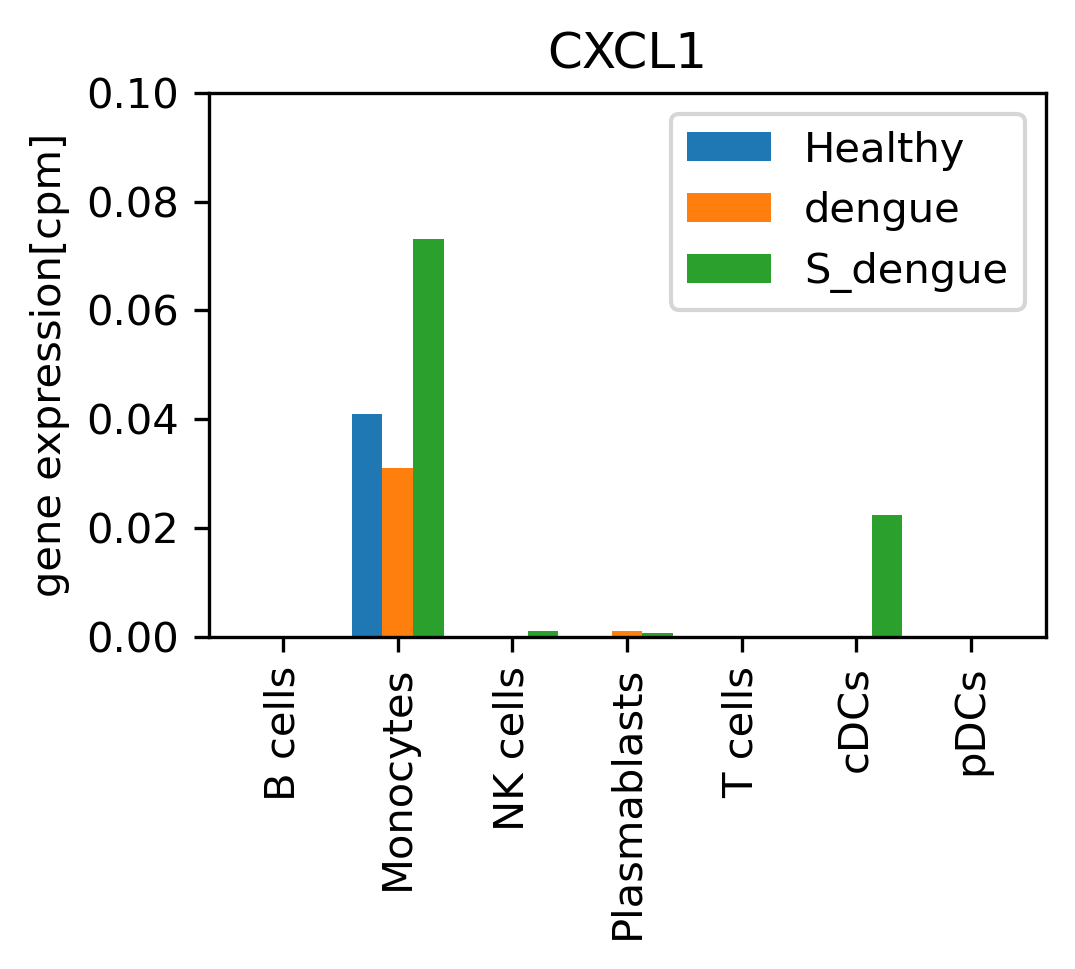 CXCL1
gene expression[cpm]
0.10
0.08
0.06
0.04
0.02
0.00
Healthy
dengue
S_dengue
B cells
Monocytes
NK cells
Plasmablasts
T cells
cDCs
pDCs